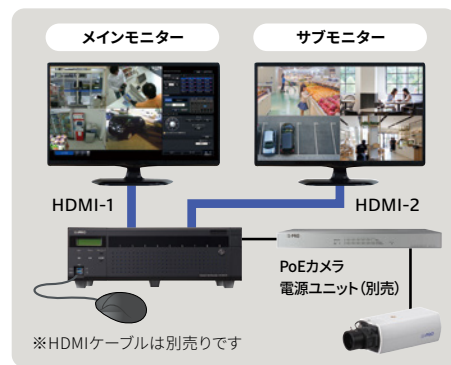 メインモニター
サブモニター
HDMI-1
HDMI-2
PoEカメラ
電源ユニット（別売）
※HDMIケーブルは別売りです